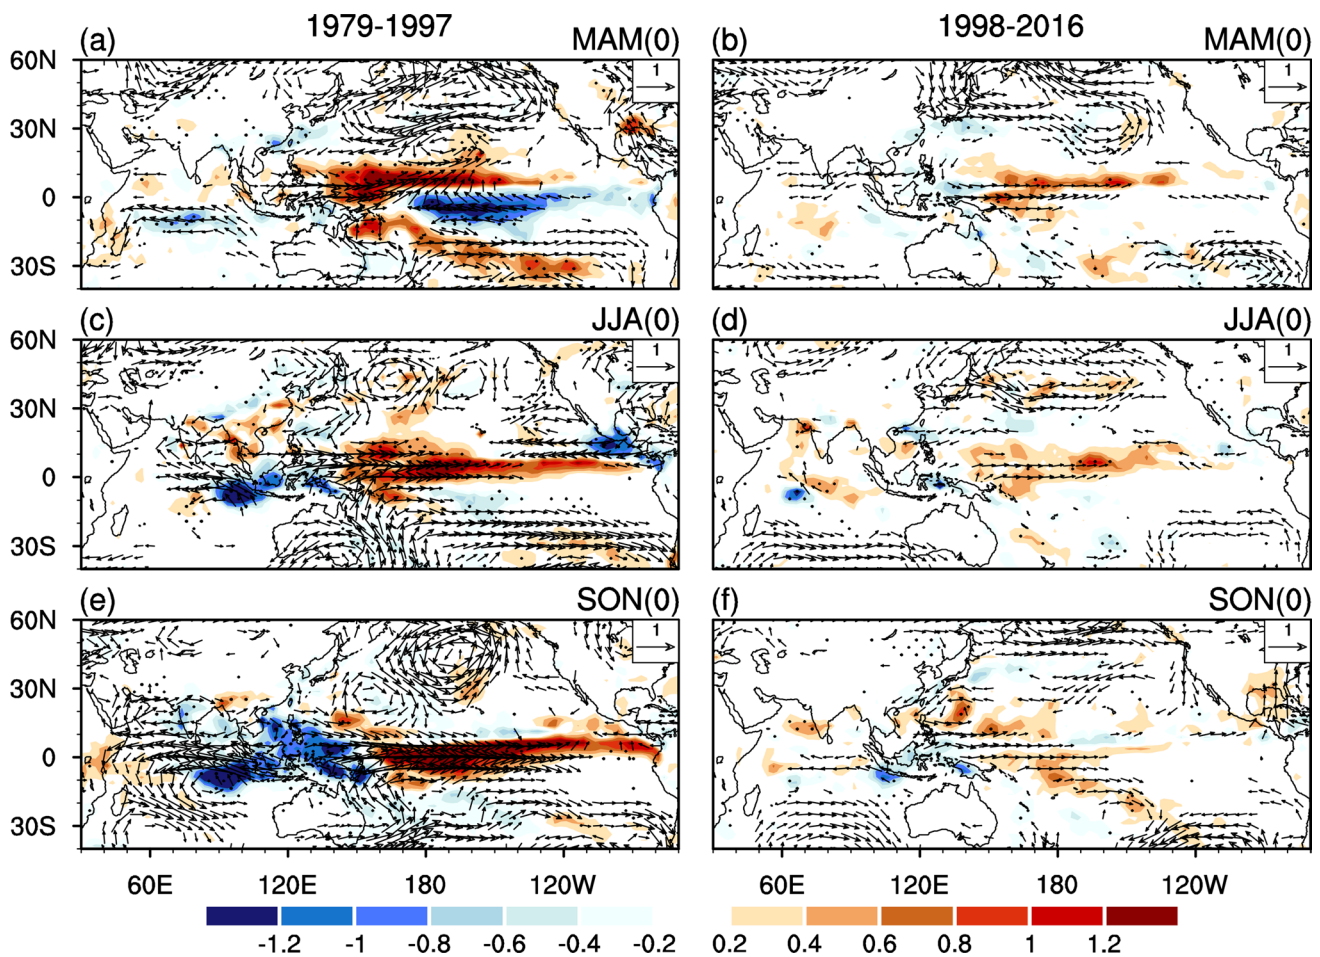 1979-1997
1998-2016
(a)
MAM(0)
(b)
MAM(0)
60N
30N
0
30S
1
1
(c)
JJA(0)
(d)
JJA(0)
60N
30N
0
30S
1
1
(e)
SON(0)
(f)
SON(0)
60N
30N
0
30S
1
1
60E
120E
180
120W
60E
120E
180
120W
-1.2
-1
-0.8
-0.6
-0.4
-0.2
0.2
0.4
0.6
0.8
1
1.2